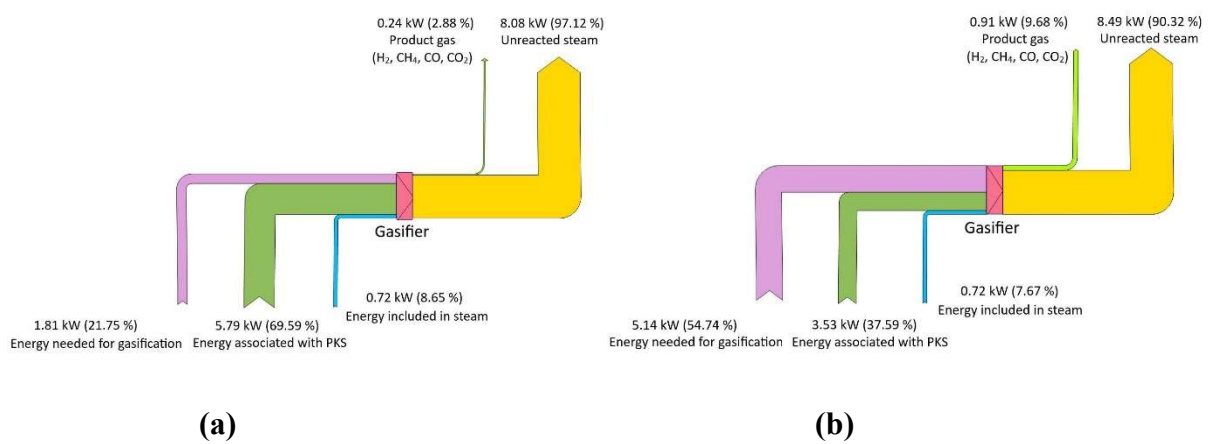 0.24 kW (2.88 %)
Product gas
(H₂, CH₄, CO, CO₂)
8.08 kW (97.12 %)
Unreacted steam
Gasifier
0.72 kW (8.65 %)
Energy included in steam
1.81 kW (21.75 %)
Energy needed for gasification
5.79 kW (69.59 %)
Energy associated with PKS
(a)
0.91 kW (9.68 %)
Product gas
(H₂, CH₄, CO, CO₂)
8.49 kW (90.32 %)
Unreacted steam
Gasifier
0.72 kW (7.67 %)
Energy included in steam
5.14 kW (54.74 %)
Energy needed for gasification
3.53 kW (37.59 %)
Energy associated with PKS
(b)